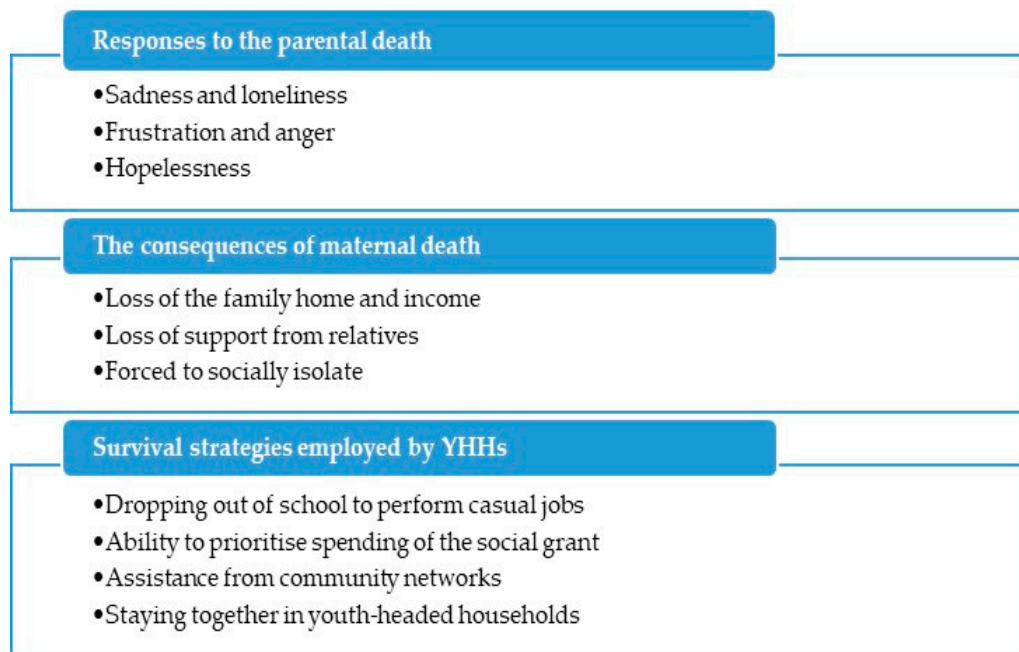 Responses to the parental death
•Sadness and loneliness
•Frustration and anger
•Hopelessness
The consequences of maternal death
•Loss of the family home and income
•Loss of support from relatives
•Forced to socially isolate
Survival strategies employed by YHHs
•Dropping out of school to perform casual jobs
•Ability to prioritise spending of the social grant
•Assistance from community networks
•Staying together in youth-headed households